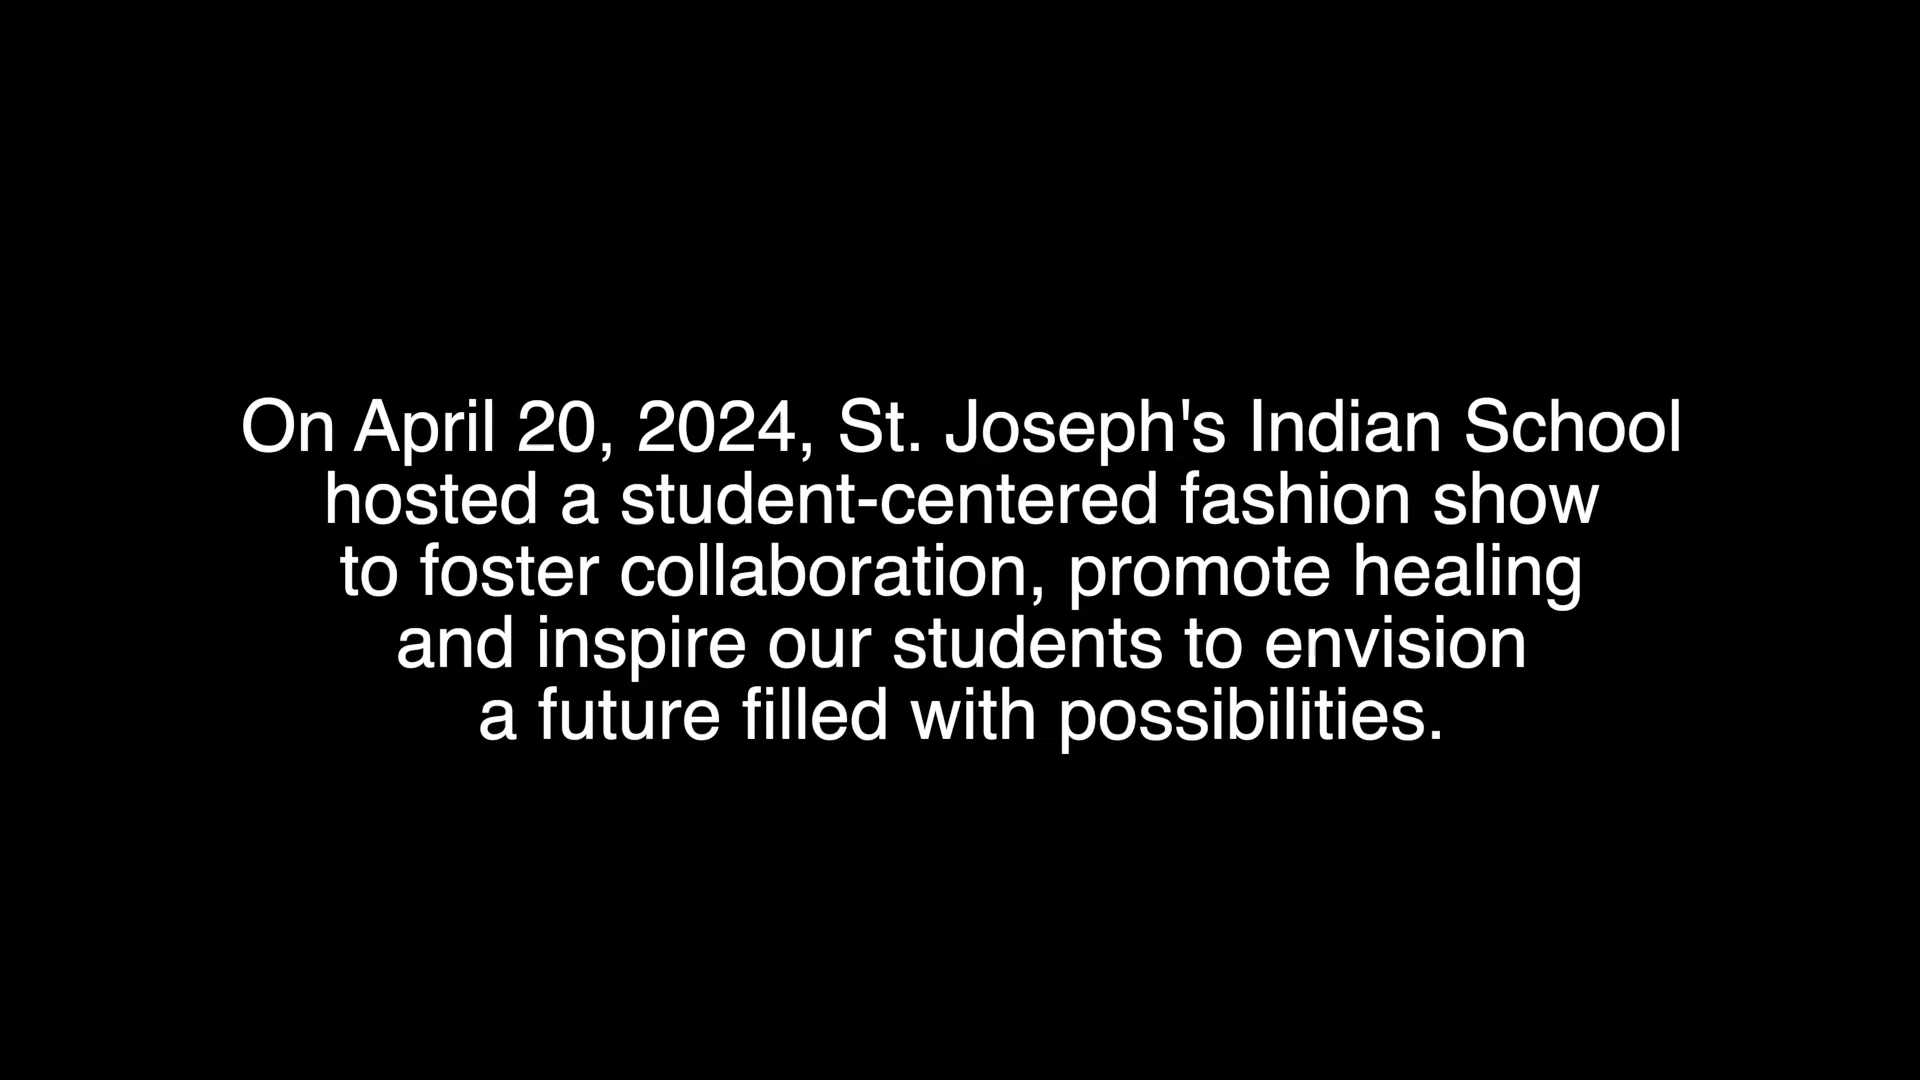 On April 20, 2024, St. Joseph's Indian School
hosted a student-centered fashion show
to foster collaboration, promote healing
and inspire our students to envision
a future filled with possibilities.